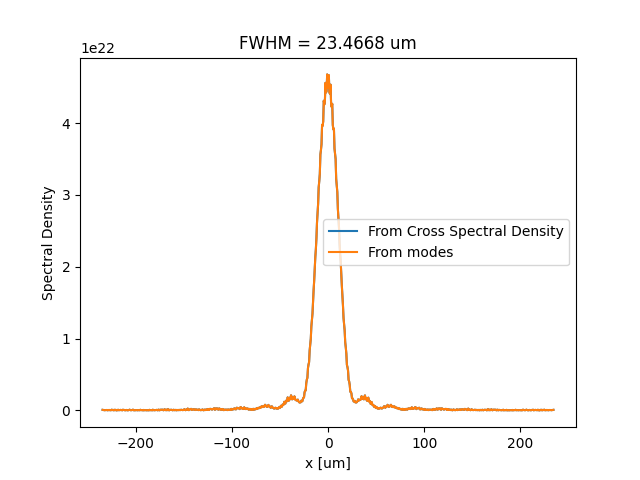 FWHM = 23.4668 um
1e22
Spectral Density
4
3
2
1
0
From Cross Spectral Density
From modes
−200
−100
0
100
200
x [um]